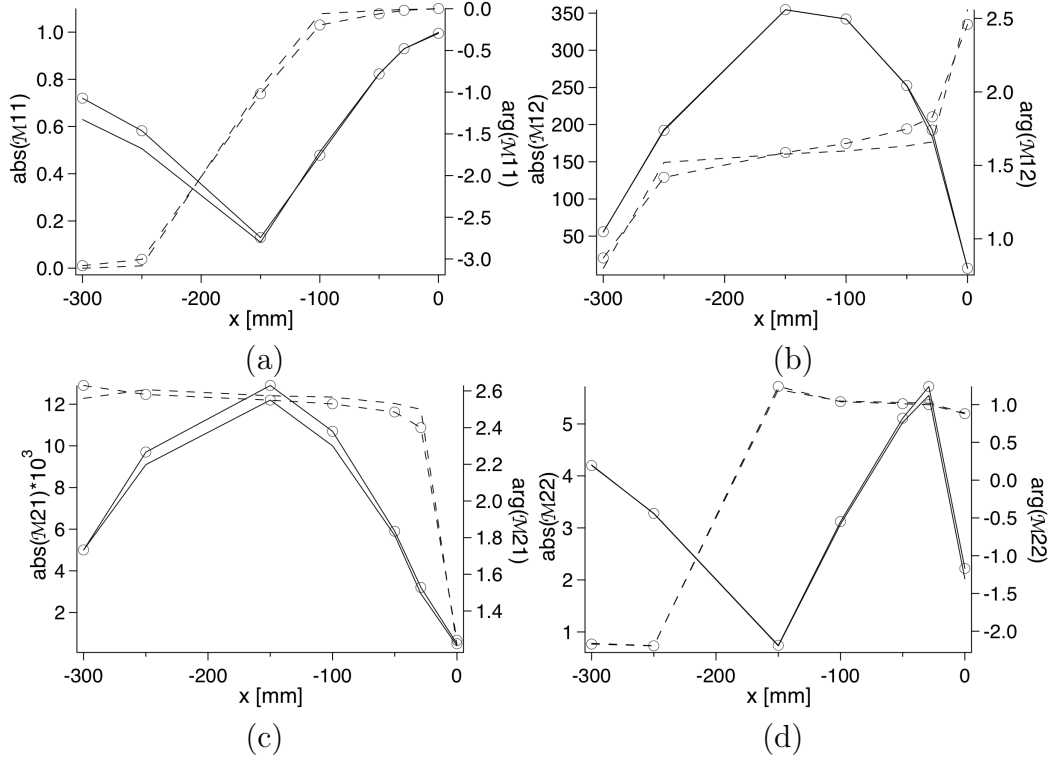 1.0
0.8
0.6
0.4
0.2
0.0
abs(ℳ11)
0.0
-0.5
-1.0
-1.5
-2.0
-2.5
-3.0
arg(ℳ11)
-300 -200 -100 0
x [mm]
(a)
350
300
250
200
150
100
50
abs(ℳ12)
2.5
2.0
1.5
1.0
arg(ℳ12)
-300 -200 -100 0
x [mm]
(b)
12
10
8
6
4
2
abs(ℳ21)*10³
2.6
2.4
2.2
2.0
1.8
1.6
1.4
arg(ℳ21)
-300 -200 -100 0
x [mm]
(c)
5
4
3
2
1
abs(ℳ22)
1.0
0.5
0.0
-0.5
-1.0
-1.5
-2.0
arg(ℳ22)
-300 -200 -100 0
x [mm]
(d)